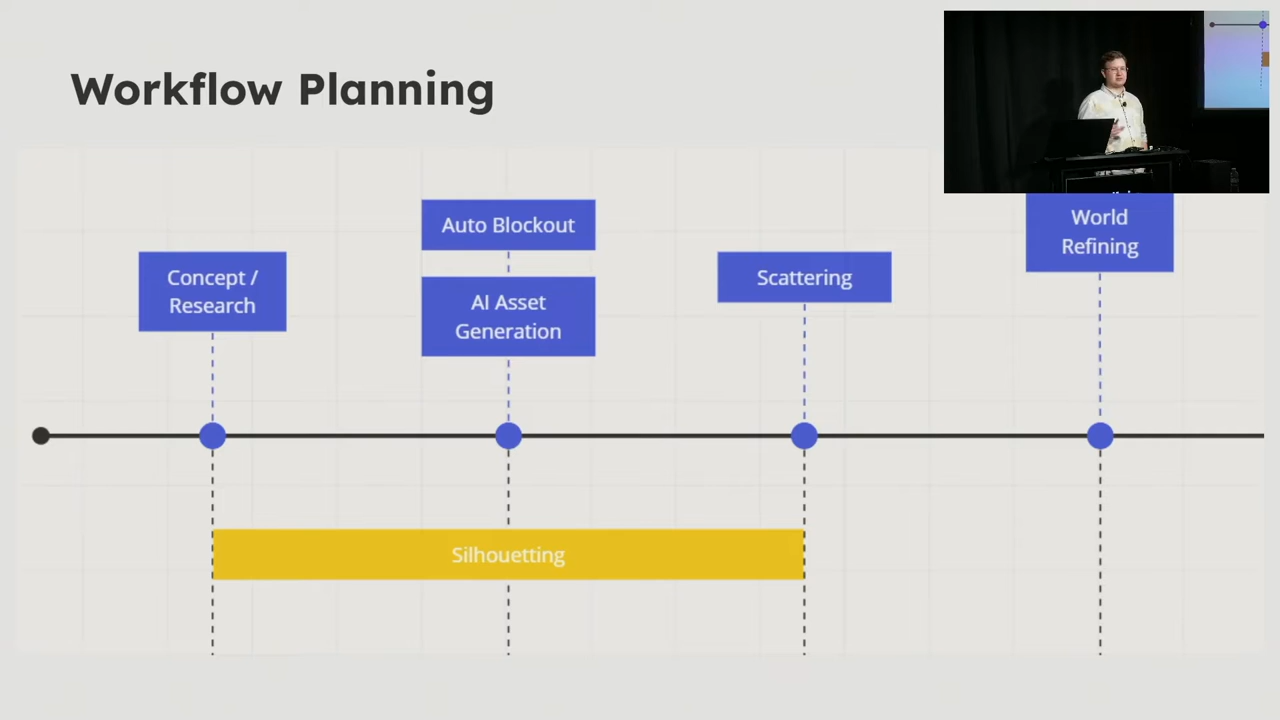 Workflow Planning
Auto Blockout
World
Refining
Concept /
Research
Scattering
AI Asset
Generation
Silhouetting